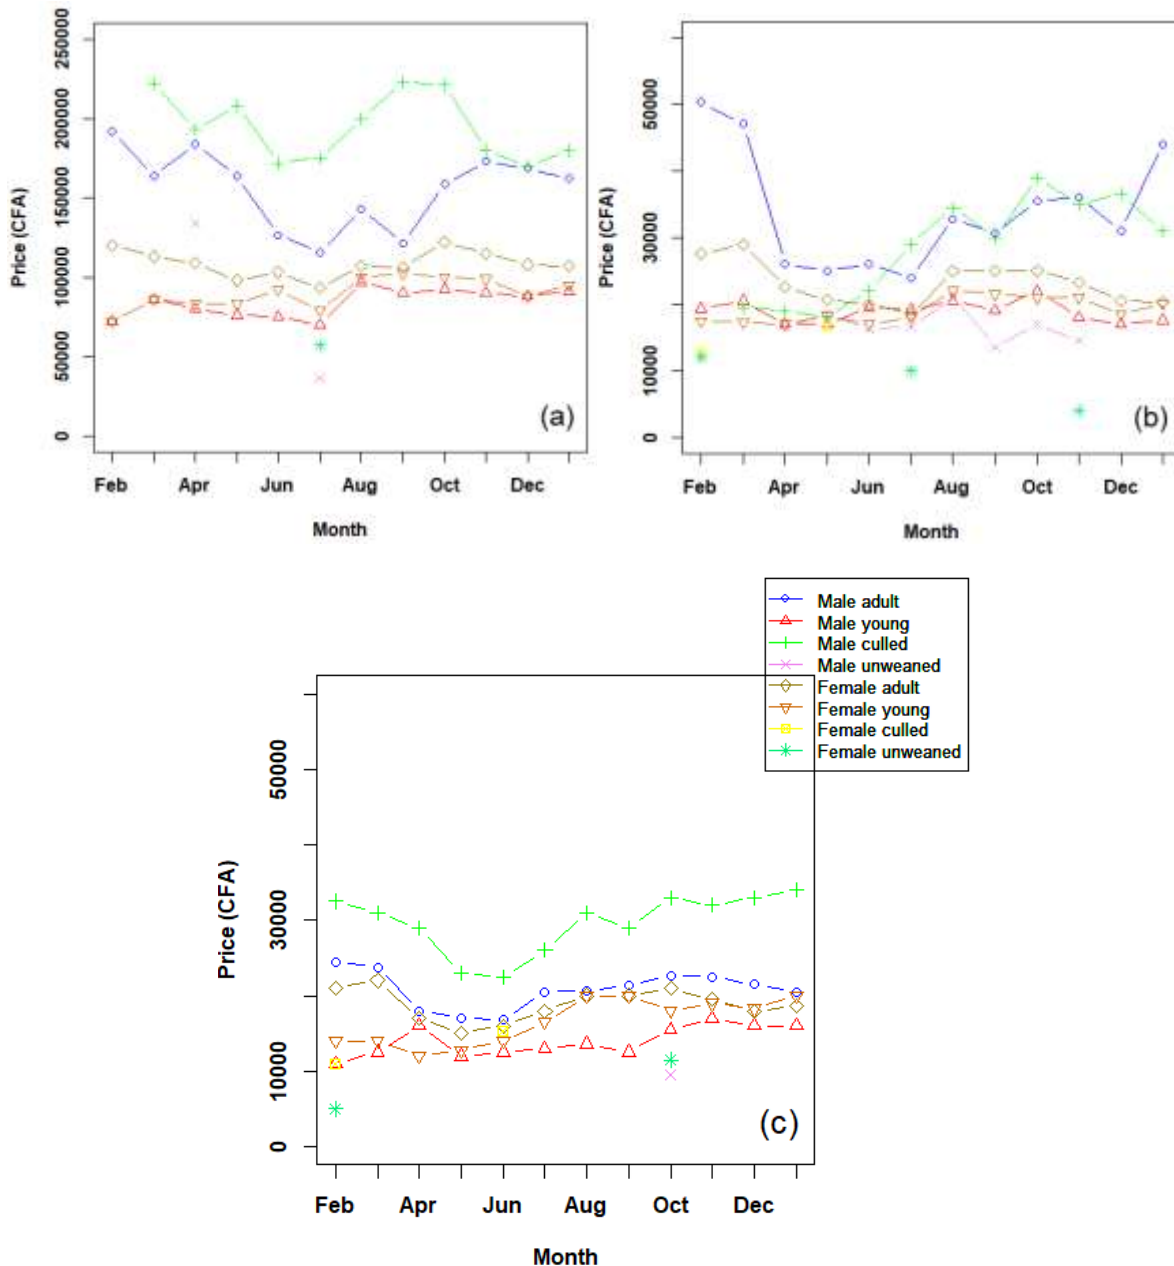 250000
200000
150000
100000
50000
0
Price (CFA)
(a)
Feb Apr Jun Aug Oct Dec
Month
50000
30000
10000
0
Price (CFA)
(b)
Feb Apr Jun Aug Oct Dec
Month
Male adult
Male young
Male culled
Male unweaned
Female adult
Female young
Female culled
Female unweaned
50000
30000
10000
0
Price (CFA)
(c)
Feb Apr Jun Aug Oct Dec
Month